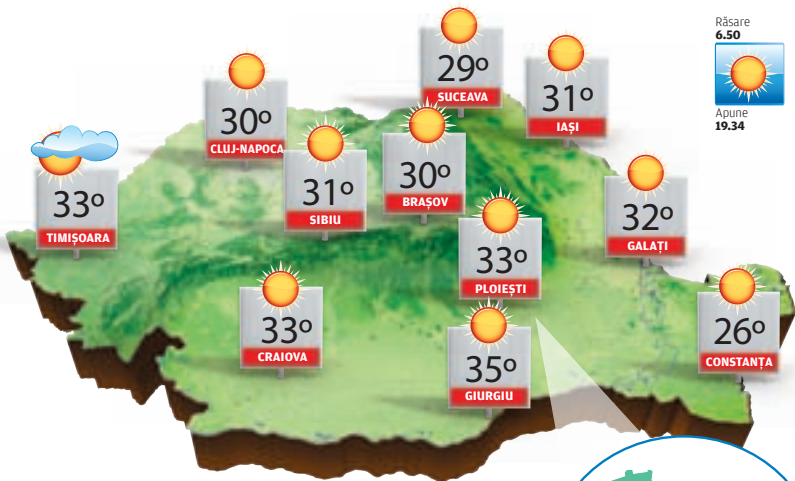 Răsare
6.50
Apune
19.34
29º
SUCEAVA
31º
IAȘI
30º
CLUJ-NAPOCA
31º
SIBIU
30º
BRAȘOV
33º
TIMIȘOARA
32º
GALAȚI
33º
PLOIEȘTI
33º
CRAIOVA
35º
GIURGIU
26º
CONSTANȚA